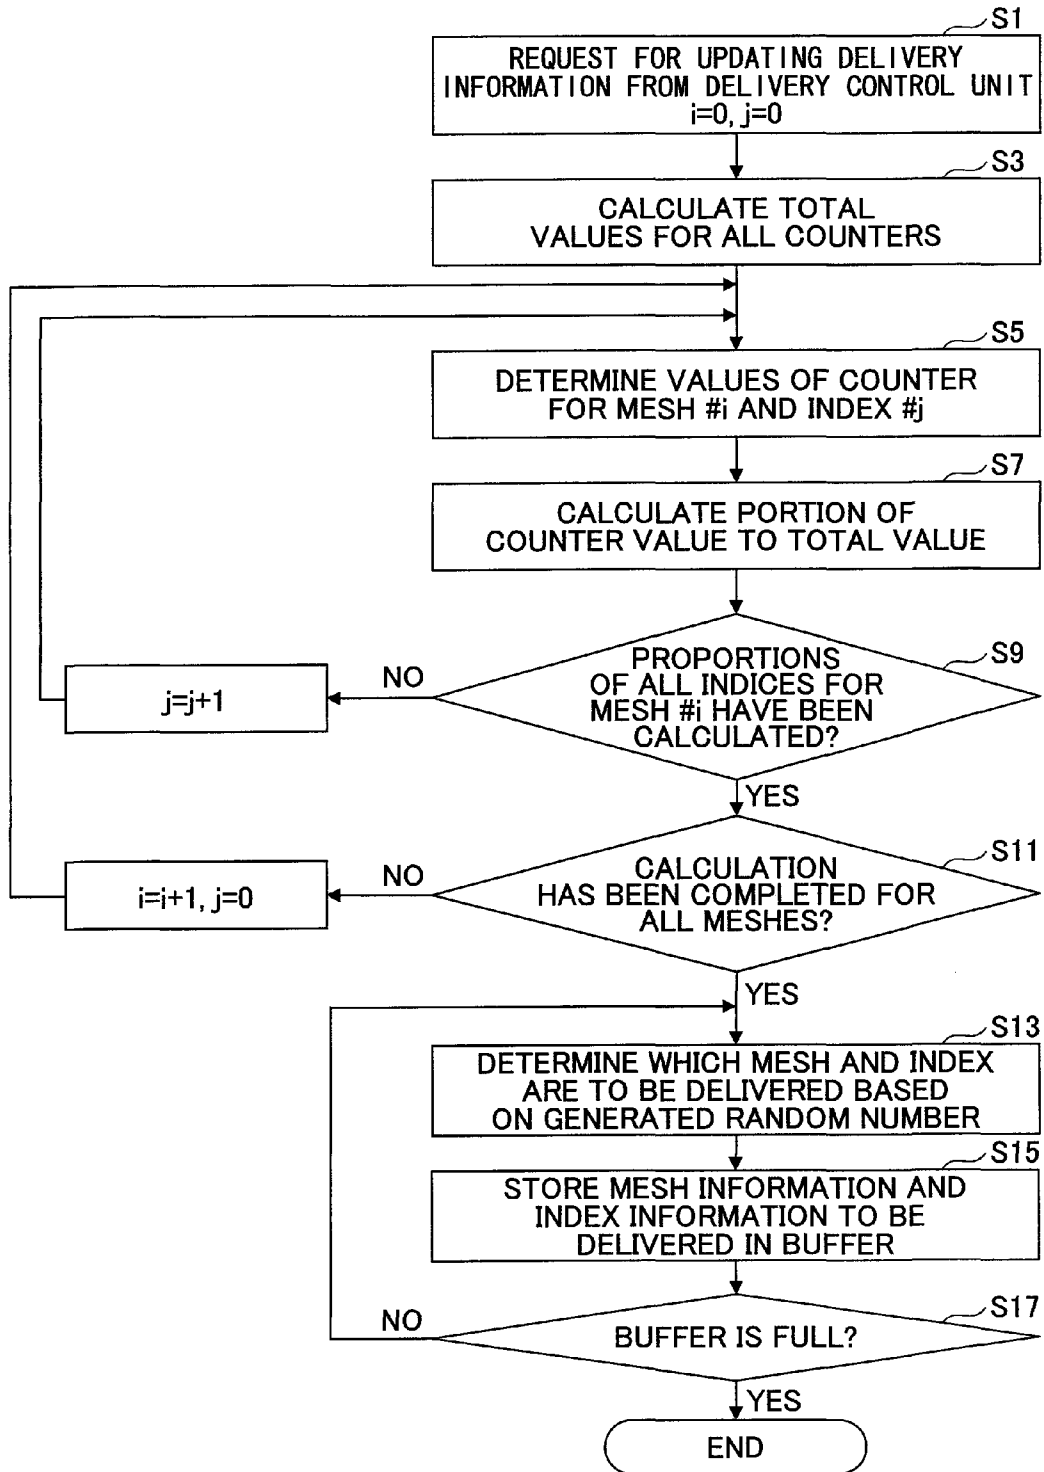 S1
REQUEST FOR UPDATING DELIVERY
INFORMATION FROM DELIVERY CONTROL UNIT
i=0, j=0
S3
CALCULATE TOTAL
VALUES FOR ALL COUNTERS
S5
DETERMINE VALUES OF COUNTER
FOR MESH #i AND INDEX #j
S7
CALCULATE PORTION OF
COUNTER VALUE TO TOTAL VALUE
S9
PROPORTIONS
OF ALL INDICES FOR
MESH #i HAVE BEEN
CALCULATED?
NO
j=j+1
YES
S11
CALCULATION
HAS BEEN COMPLETED FOR
ALL MESHES?
NO
i=i+1, j=0
YES
S13
DETERMINE WHICH MESH AND INDEX
ARE TO BE DELIVERED BASED
ON GENERATED RANDOM NUMBER
S15
STORE MESH INFORMATION AND
INDEX INFORMATION TO BE
DELIVERED IN BUFFER
S17
BUFFER IS FULL?
NO
YES
END